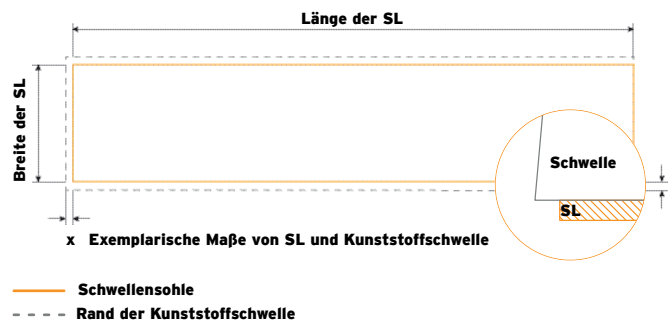 Länge der SL
Breite der SL
Schwelle
SL
x Exemplarische Maße von SL und Kunststoffschwelle
Schwellensohle
Rand der Kunststoffschwelle